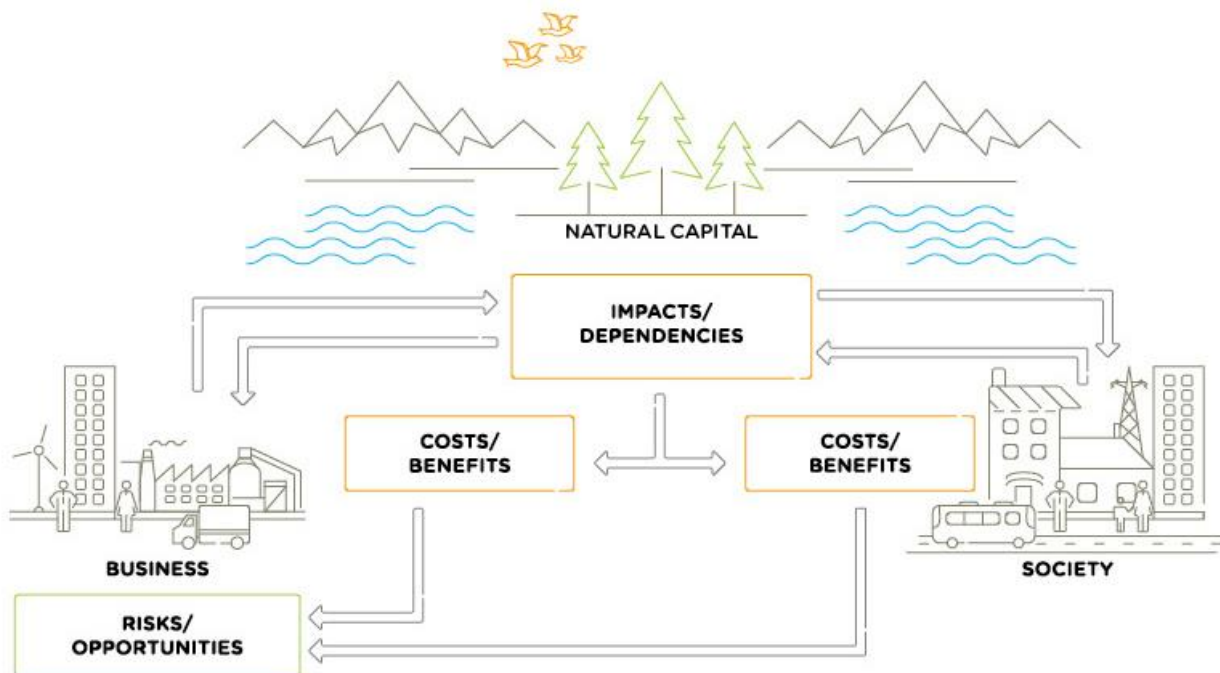 NATURAL CAPITAL
IMPACTS/
DEPENDENCIES
COSTS/
BENEFITS
COSTS/
BENEFITS
BUSINESS
SOCIETY
RISKS/
OPPORTUNITIES